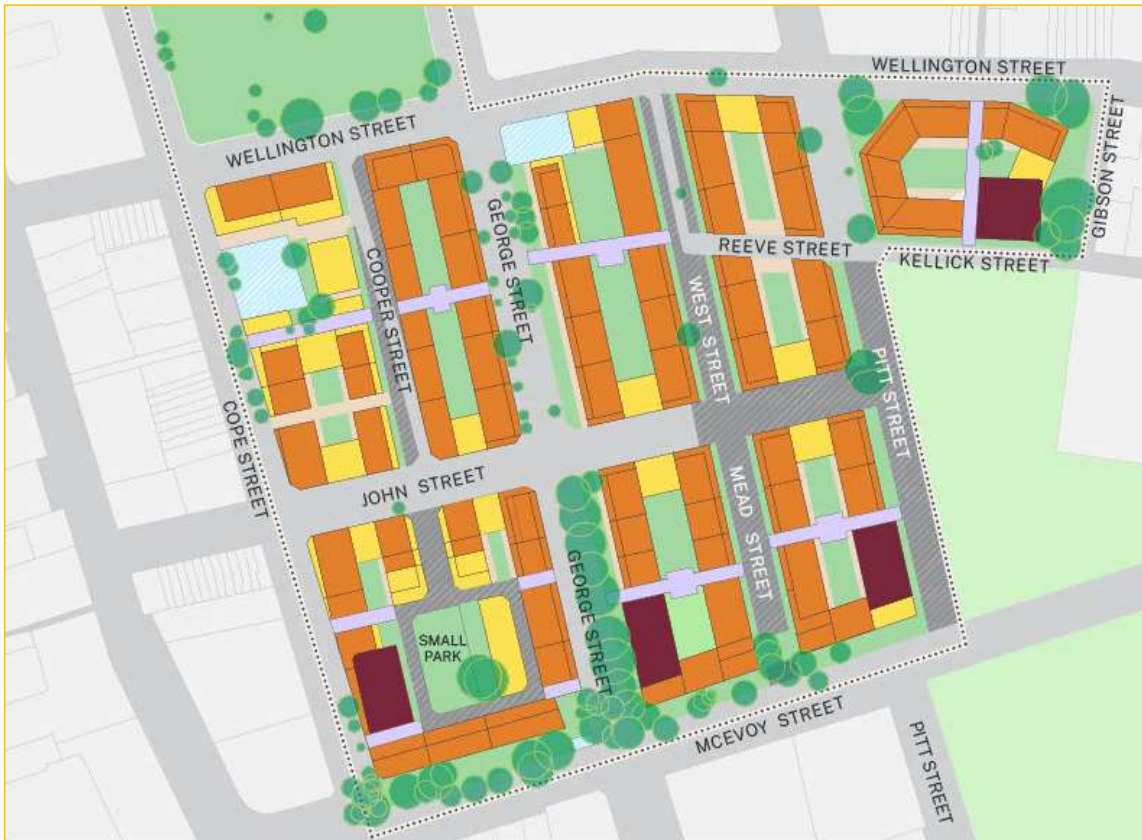 WELLINGTON STREET
WELLINGTON STREET
GIBSON STREET
GEORGE STREET
REEVE STREET
KELLICK STREET
COOPER STREET
WEST STREET
PITT STREET
COPE STREET
JOHN STREET
MEAD STREET
GEORGE STREET
SMALL
PARK
MCEVOY STREET
PITT STREET